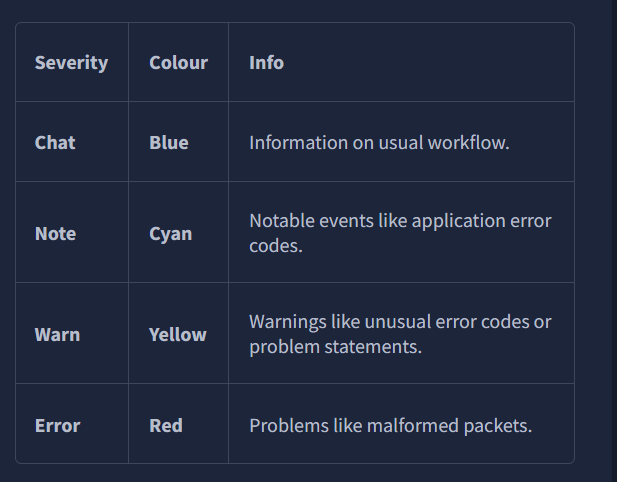 Severity Colour Info
Chat Blue Information on usual workflow.
Note Cyan Notable events like application error
codes.
Warn Yellow Warnings like unusual error codes or
problem statements.
Error Red Problems like malformed packets.